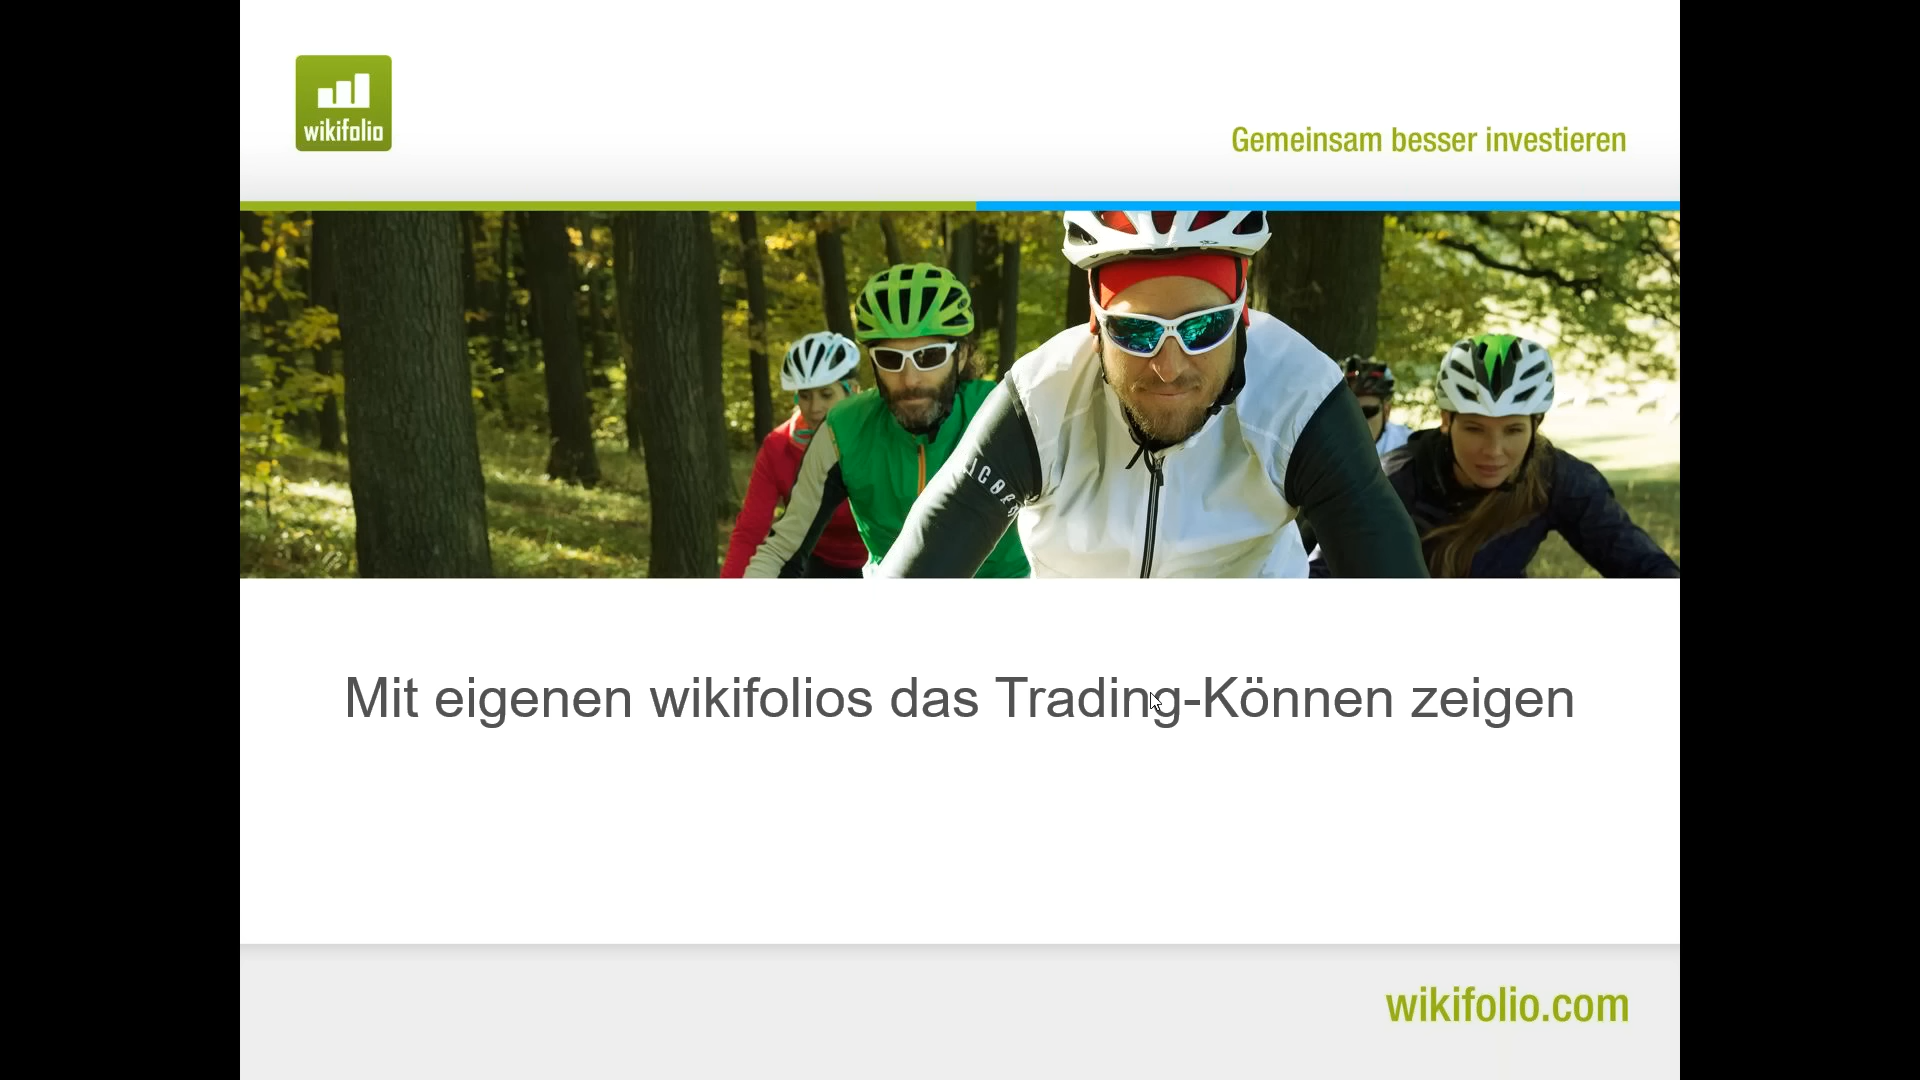 wikifolio
Gemeinsam besser investieren
Mit eigenen wikifolios das Trading-Können zeigen
wikifolio.com